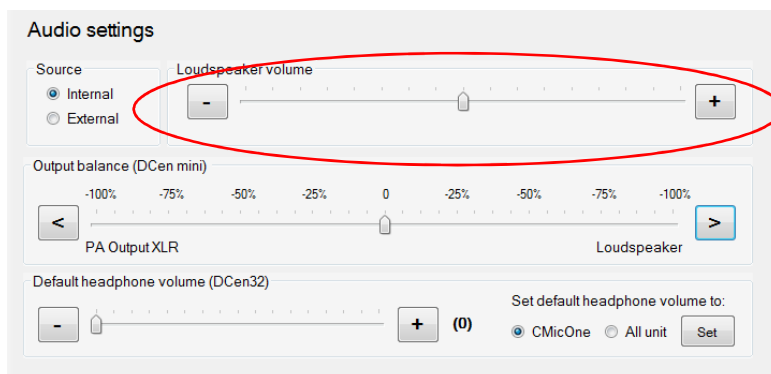 Audio settings
Source
Internal
External
Loudspeaker volume
- +
Output balance (DCen mini)
-100% -75% -50% -25% 0 -25% -50% -75% -100%
< >
PA Output XLR Loudspeaker
Default headphone volume (DCen32)
- + (0)
Set default headphone volume to:
CMicOne All unit Set